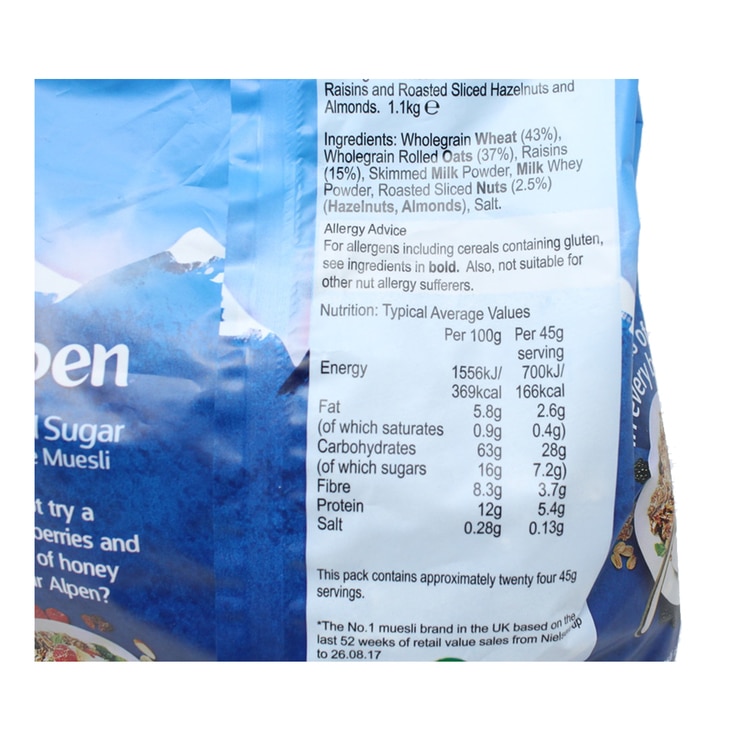 Raisins and Roasted Sliced Hazelnuts and
Almonds. 1.1kg ℮
Ingredients: Wholegrain Wheat (43%),
Wholegrain Rolled Oats (37%), Raisins
(15%), Skimmed Milk Powder, Milk Whey
Powder, Roasted Sliced Nuts (2.5%)
(Hazelnuts, Almonds), Salt.
Allergy Advice
For allergens including cereals containing gluten,
see ingredients in bold. Also, not suitable for
other nut allergy sufferers.
Nutrition: Typical Average Values
Per 100g Per 45g
serving
Energy 1556kJ/ 700kJ/
369kcal 166kcal
Fat 5.8g 2.6g
(of which saturates 0.9g 0.4g)
Carbohydrates 63g 28g
(of which sugars 16g 7.2g)
Fibre 8.3g 3.7g
Protein 12g 5.4g
Salt 0.28g 0.13g
This pack contains approximately twenty four 45g
servings.
*The No.1 muesli brand in the UK based on the
last 52 weeks of retail value sales from
to 26.08.17
pen
Sugar
Muesli
t try a
berries and
of honey
r Alpen?